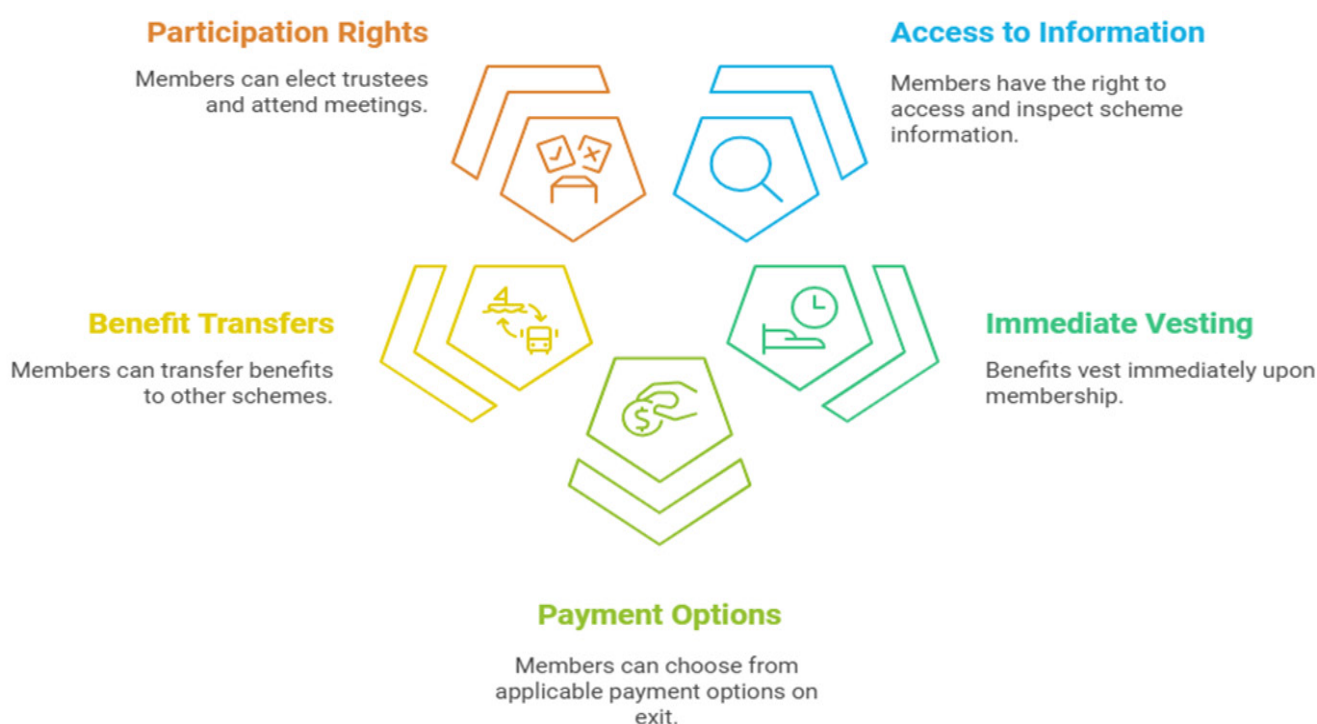 Participation Rights
Members can elect trustees
and attend meetings.
Access to Information
Members have the right to
access and inspect scheme
information.
Benefit Transfers
Members can transfer benefits
to other schemes.
$
Immediate Vesting
Benefits vest immediately upon
membership.
Payment Options
Members can choose from
applicable payment options on
exit.